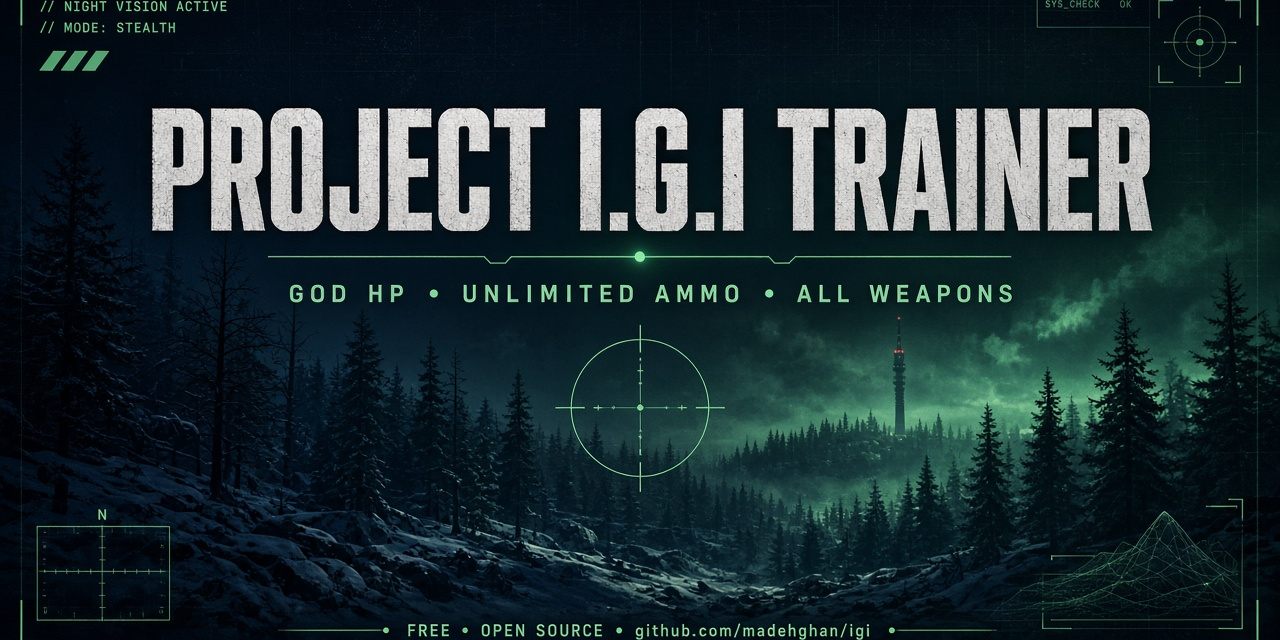 // NIGHT VISION ACTIVE
// MODE: STEALTH
SYS_CHECK OK
PROJECT I.G.I TRAINER
GOD HP • UNLIMITED AMMO • ALL WEAPONS
N
• FREE • OPEN SOURCE • github.com/madehghan/igi •